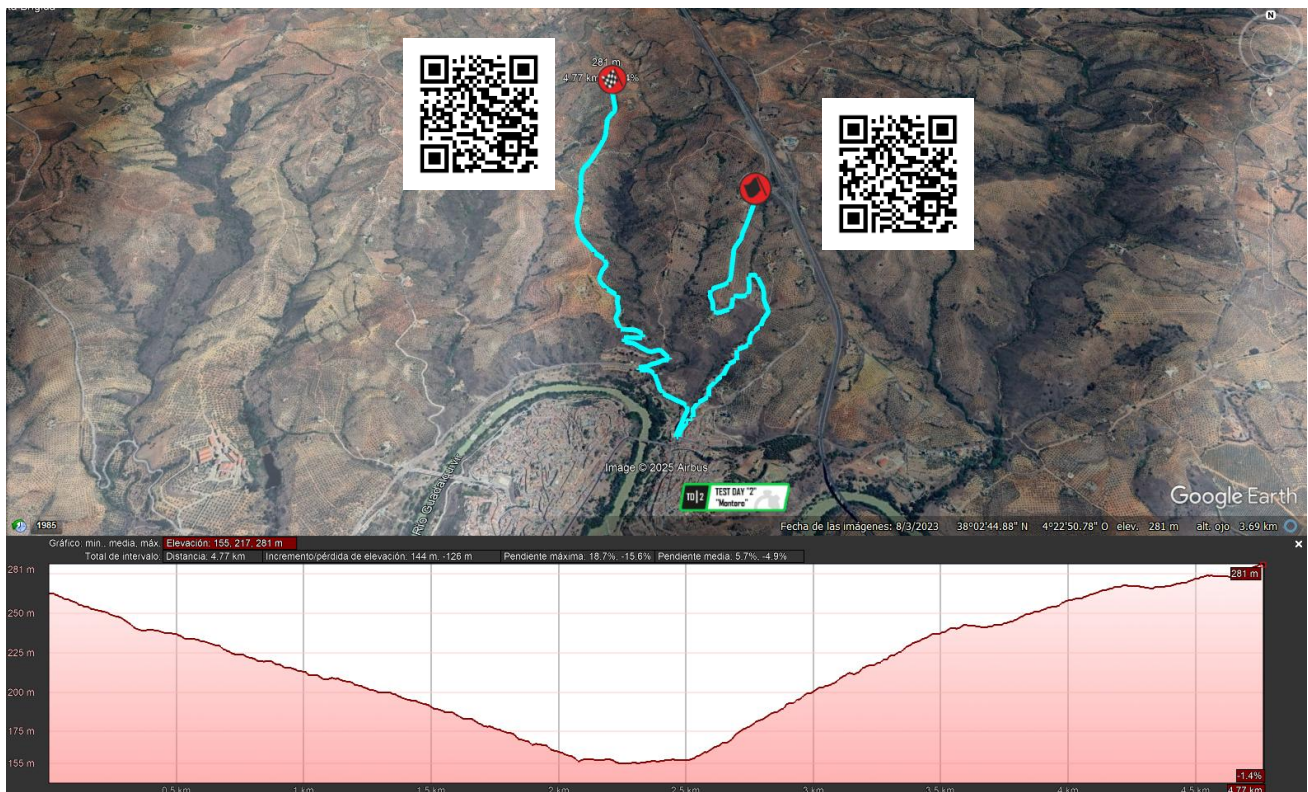 281 m
4.77 km
Image © 2025 Airbus
Río Guadalquivir
TD|2
TEST DAY "2"
"Montoro"
Google Earth
1985
Fecha de las imágenes: 8/3/2023 38°02'44.88" N 4°22'50.78" O elev. 281 m alt. ojo 3.69 km
N
Gráfico: mín., media, máx. Elevación: 155, 217, 281 m
Total de intervalo: Distancia: 4.77 km Incremento/pérdida de elevación: 144 m. -126 m Pendiente máxima: 18.7%. -15.6% Pendiente media: 5.7%. -4.9%
281 m
250 m
225 m
200 m
175 m
155 m
281 m
-1.4%
0.5 km 1 km 1.5 km 2 km 2.5 km 3 km 3.5 km 4 km 4.5 km 4.77 km